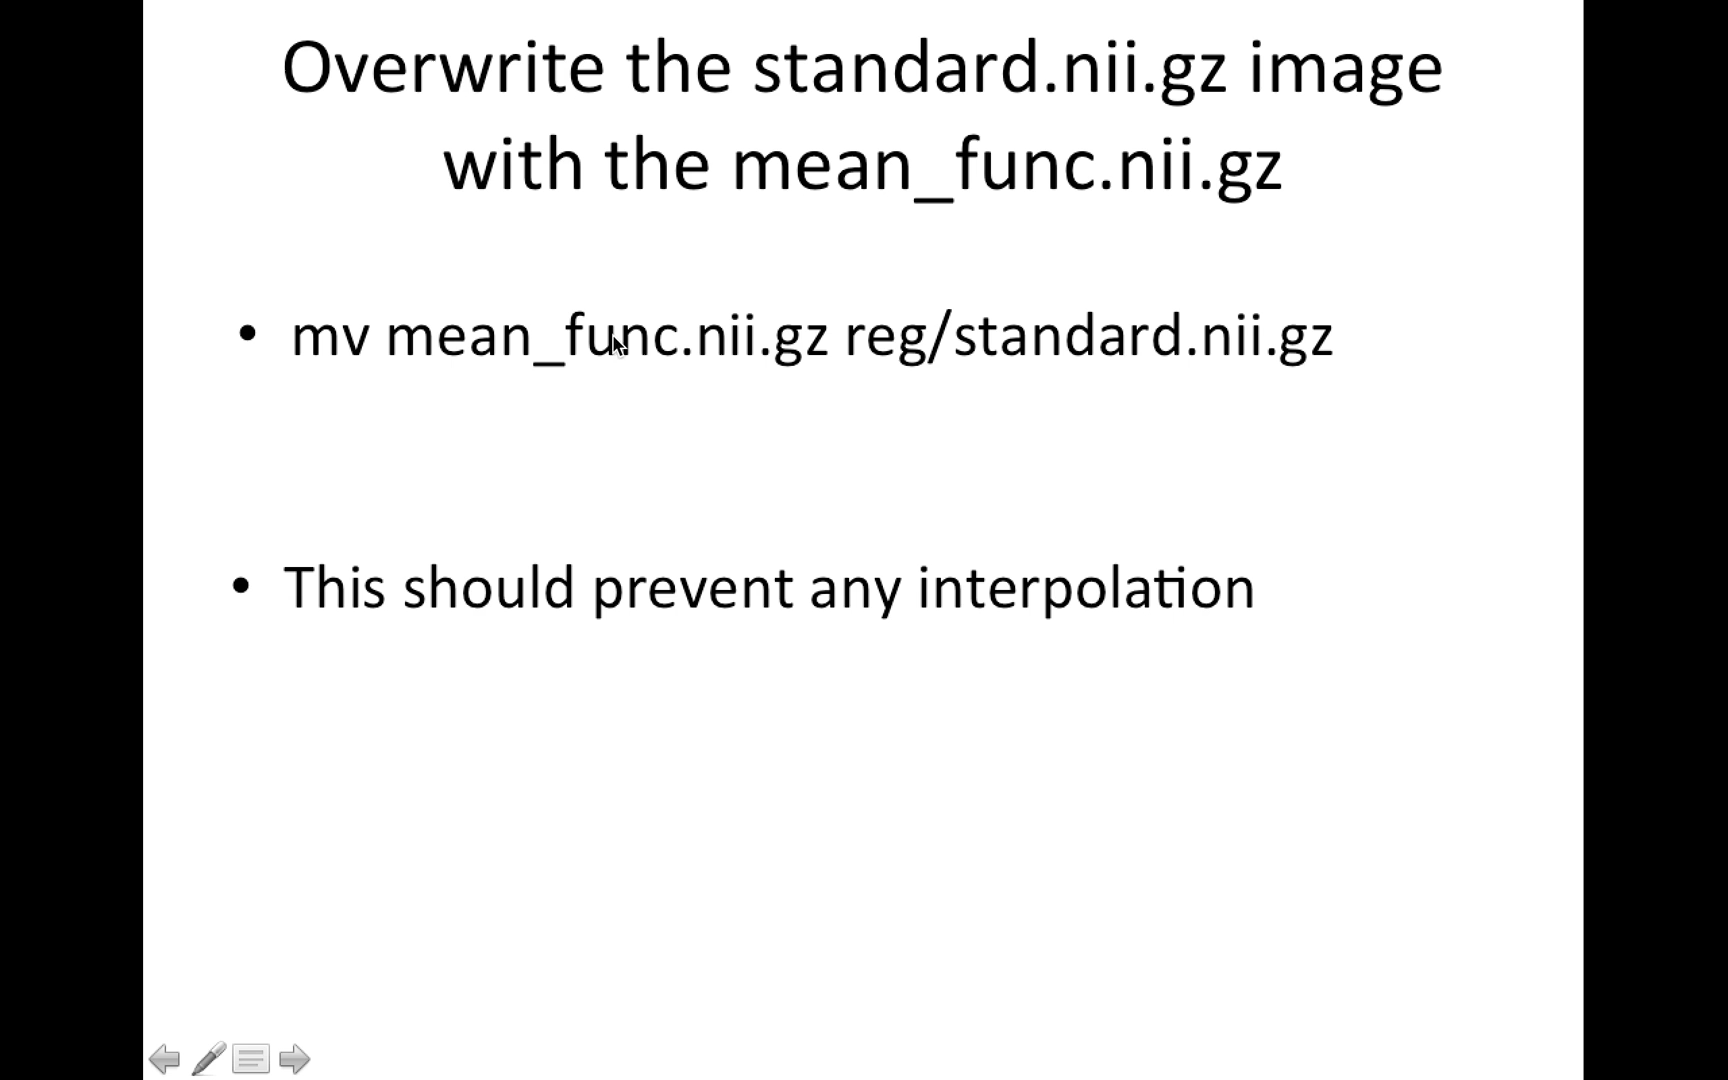 Overwrite the standard.nii.gz image
with the mean_func.nii.gz
• mv mean_func.nii.gz reg/standard.nii.gz
• This should prevent any interpolation